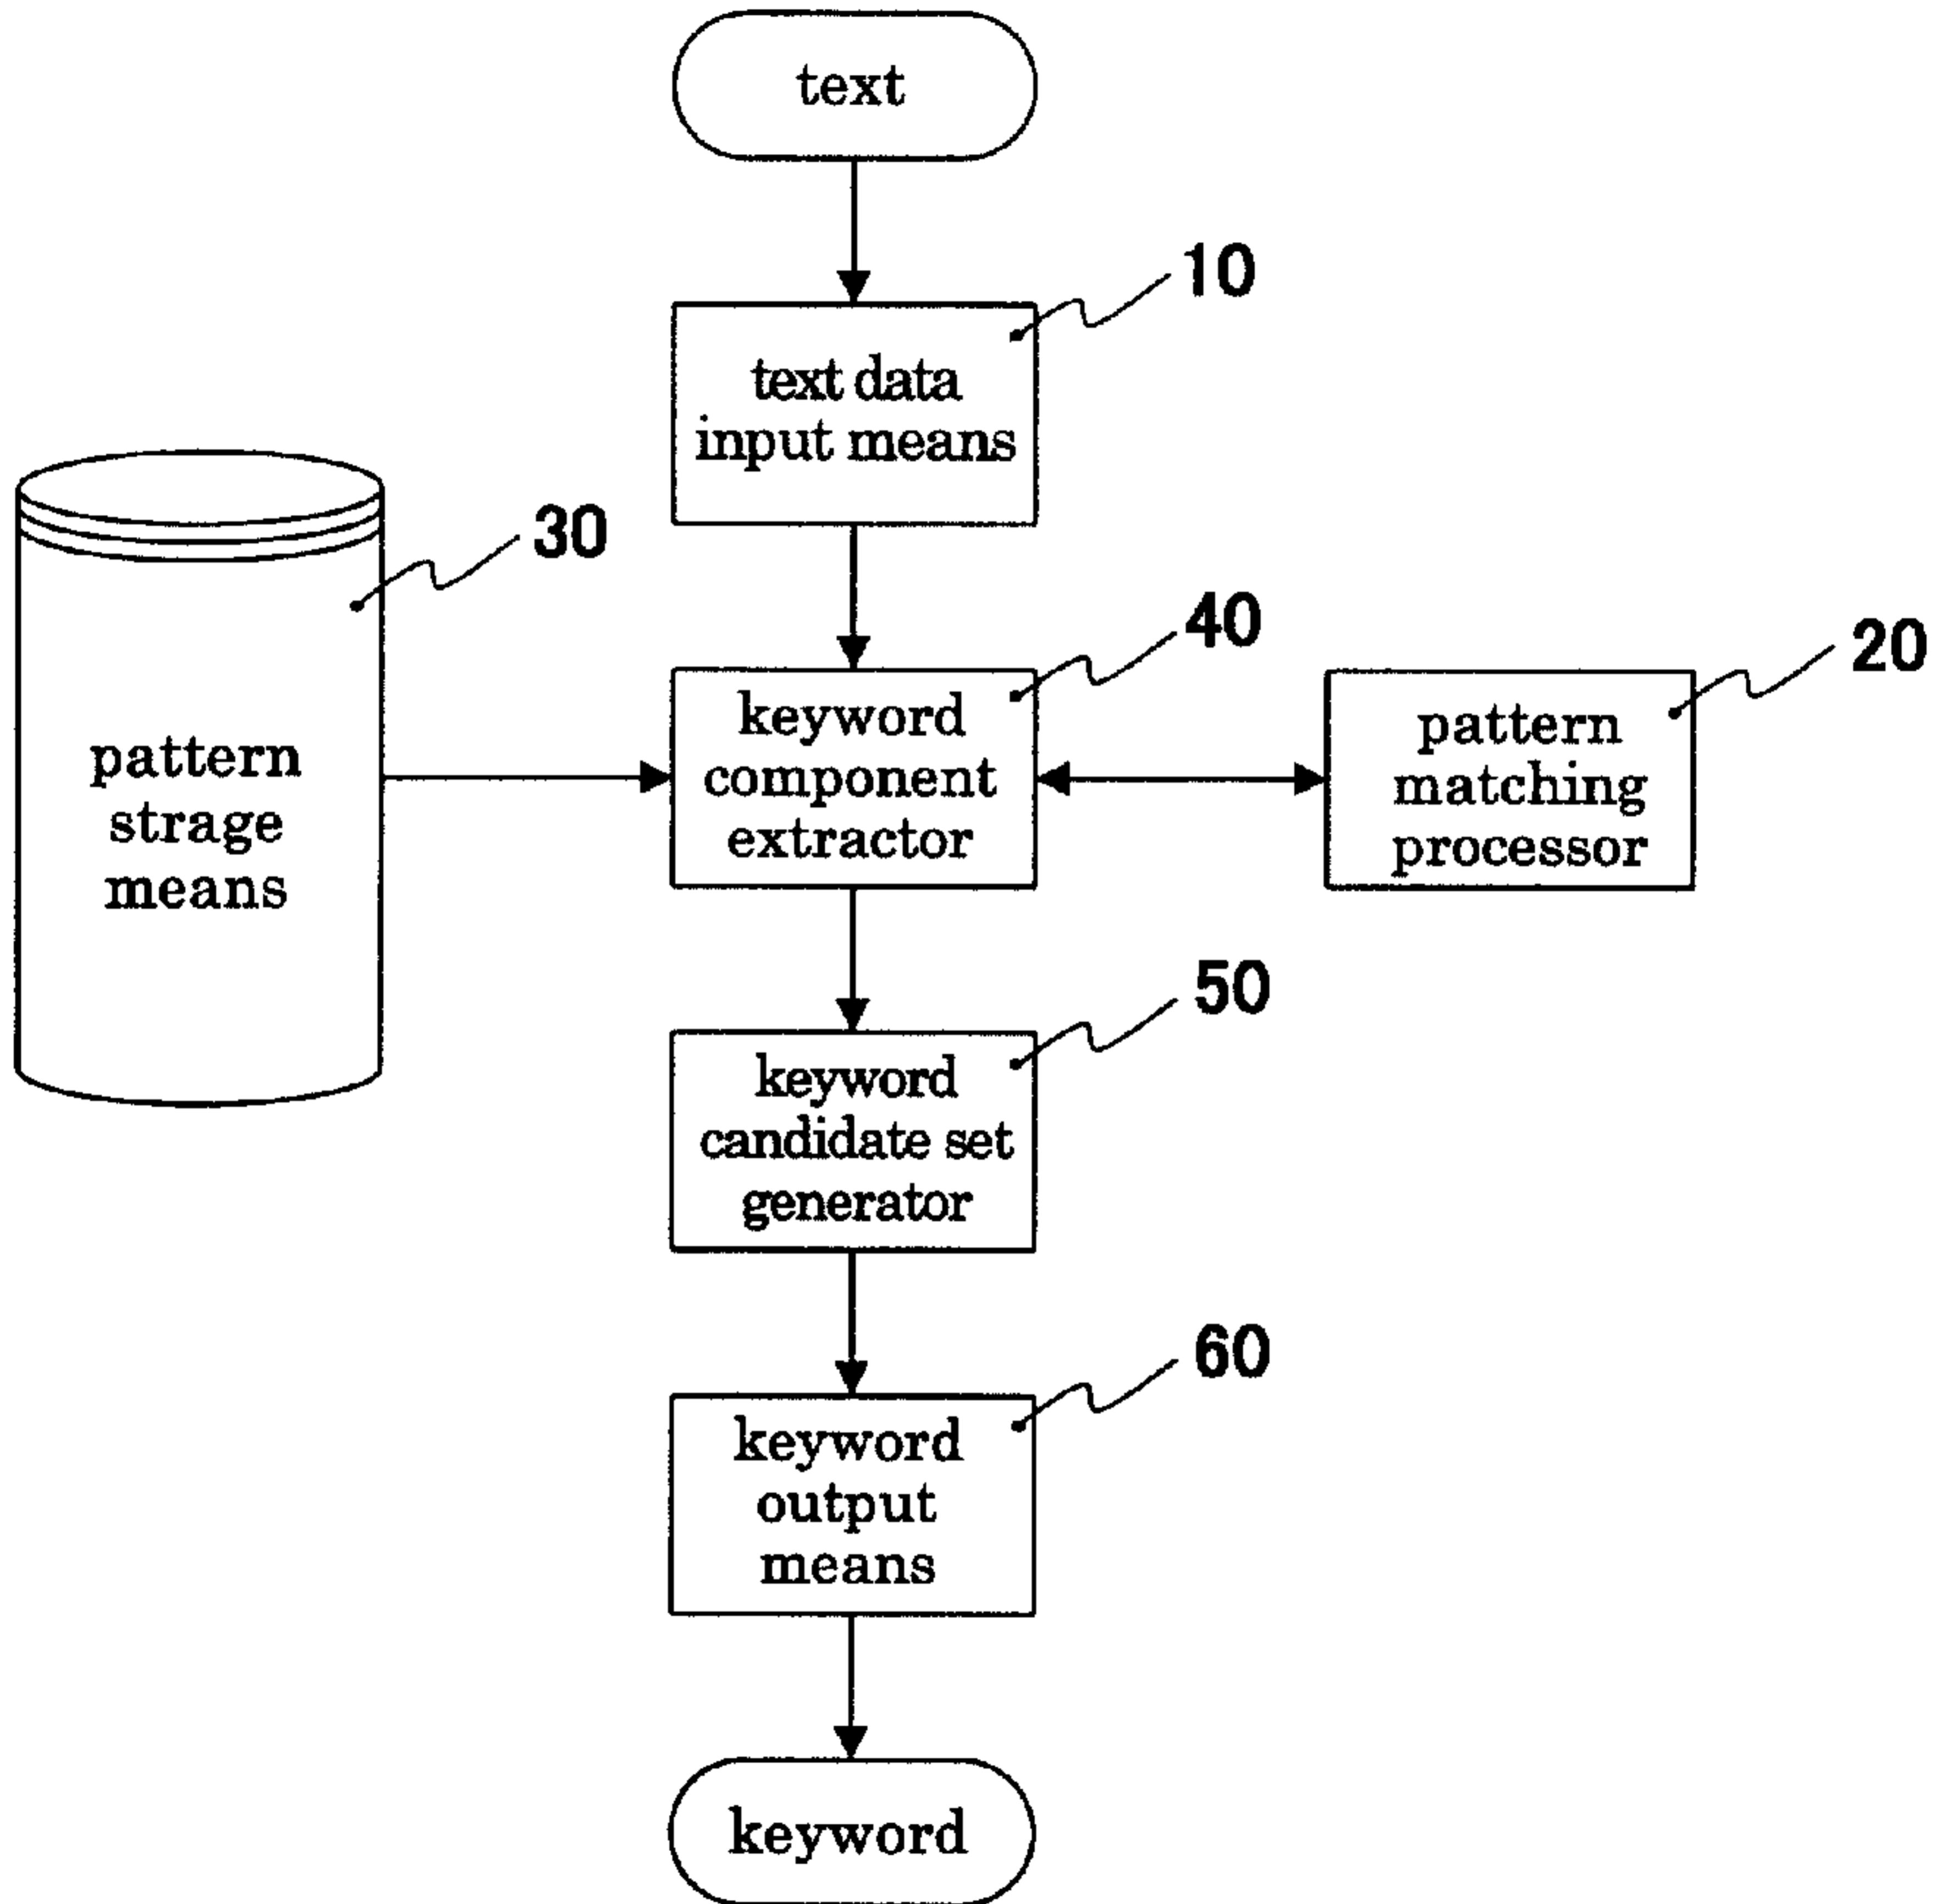 text
10
text data
input means
30
pattern
strage
means
40
keyword
component
extractor
20
pattern
matching
processor
50
keyword
candidate set
generator
60
keyword
output
means
keyword